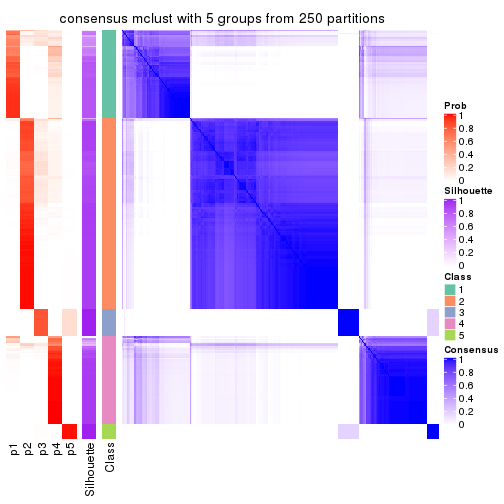 consensus mclust with 5 groups from 250 partitions
Prob
1
0.8
0.6
0.4
0.2
0
Silhouette
1
0.8
0.6
0.4
0.2
0
Class
1
2
3
4
5
Consensus
1
0.8
0.6
0.4
0.2
0
p1
p2
p3
p4
p5
Silhouette
Class